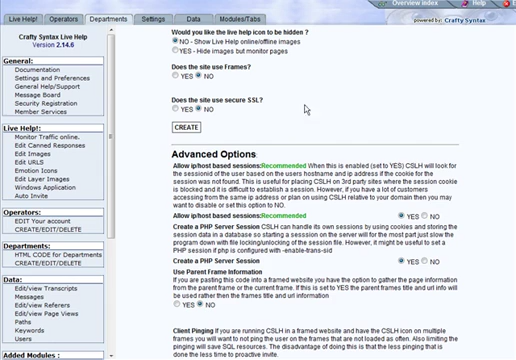 Overview index
Help
Live Help!
Operators
Departments
Settings
Data
Modules/Tabs
powered by: Crafty Syntax
Crafty Syntax Live Help
Version 2.14.6
General:
Documentation
Settings and Preferences
General Help/Support
Message Board
Security Registration
Member Services
Live Help!:
Monitor Traffic online.
Edit Canned Responses
Edit Images
Edit URLS
Emotion Icons
Edit Layer Images
Windows Application
Auto Invite
Operators:
EDIT Your account
CREATE/EDIT/DELETE
Departments:
HTML CODE for Departments
CREATE/EDIT/DELETE
Data:
Edit/view Transcripts
Messages
Edit/view Referers
Edit/view Page Views
Paths
Keywords
Users
Added Modules :
Would you like the live help icon to be hidden ?
NO - Show Live Help online/offline images
YES - Hide images but monitor pages
Does the site use Frames?
YES NO
Does the site use secure SSL?
YES NO
CREATE
Advanced Options:
Allow ip/host based sessions:Recommended When this is enabled (set to YES) CSLH will look for
the sessionid of the user based on the users hostname and ip address if the cookie for the
session was not found. This is useful for placing CSLH on 3rd party sites where the session cookie
is blocked and it is difficult to establish a session. However, if you have a lot of customers
accessing from the same ip address or plan on using CSLH relative to your domain then you may
want to disable or set this option to NO.
Allow ip/host based sessions:Recommended YES NO
Create a PHP Server Session CSLH can handle its own sessions by using cookies and storing the
session data in a database so starting a sesssion on the server will for the most part just slow the
program down with file locking/unlocking of the session file. However, it might be useful to set a
PHP session if php is configured with -enable-trans-sid
Create a PHP Server Session YES NO
Use Parent Frame Information
If you are pasting this code into a framed website you have the option to gather the page information
from the parent frame or the current frame. If this is set to YES the parent frames title and url info will
be used rather then the frames title and url information
YES NO
Client Pinging If you are running CSLH in a framed website and have the CSLH icon on multiple
frames you will want to not ping the user on the frames that are not loaded as often. Also limiting the
pinging will save SQL resources. The disadvantage of doing this is that the less pinging that is
done the less time to proactive invite.